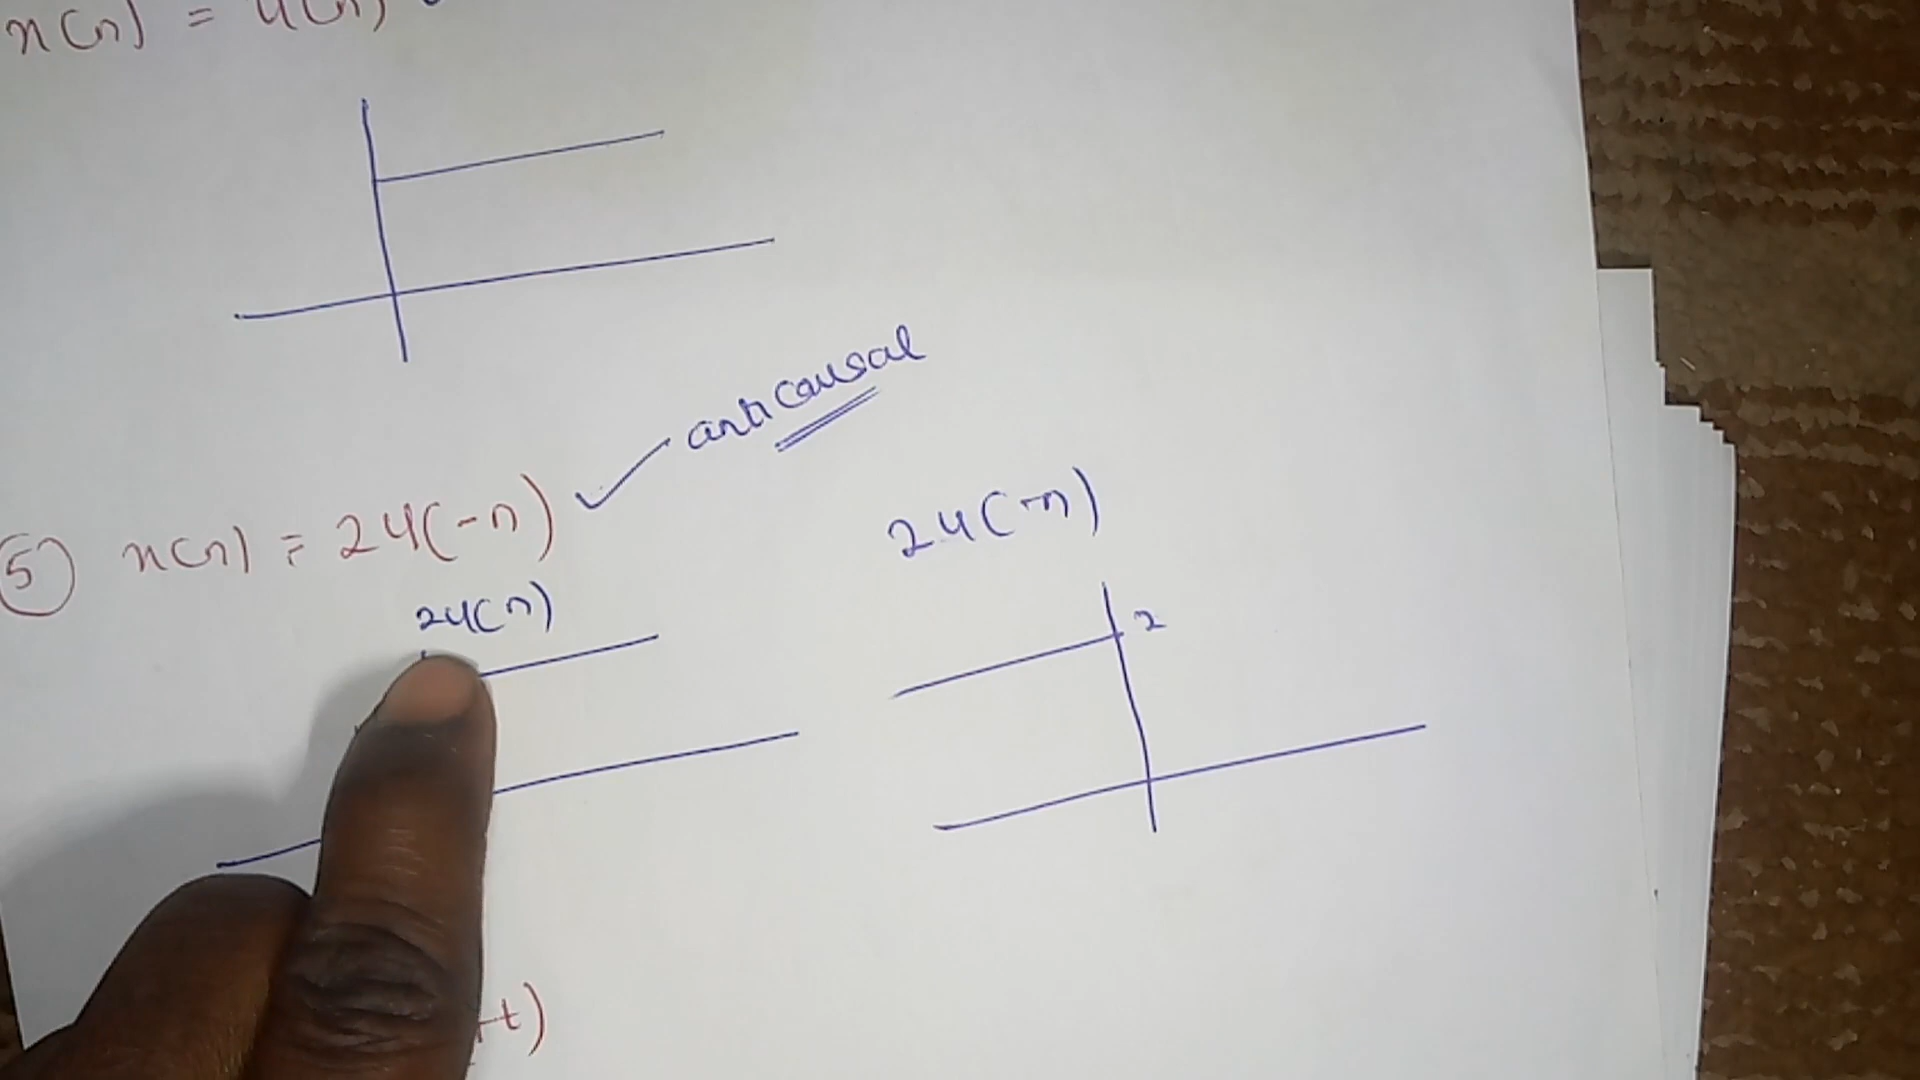 x(n) = u(n)
anticausal
5 x(n) = 2u(-n)
2u(-n)
2u(n)
2
t)